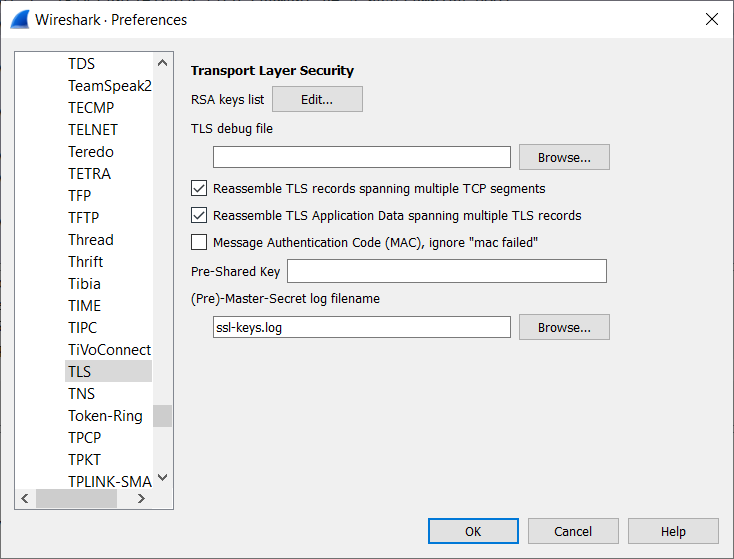 Wireshark · Preferences
TDS
TeamSpeak2
TECMP
TELNET
Teredo
TETRA
TFP
TFTP
Thread
Thrift
Tibia
TIME
TIPC
TiVoConnect
TLS
TNS
Token-Ring
TPCP
TPKT
TPLINK-SMA
Transport Layer Security
RSA keys list Edit...
TLS debug file
Browse...
Reassemble TLS records spanning multiple TCP segments
Reassemble TLS Application Data spanning multiple TLS records
Message Authentication Code (MAC), ignore "mac failed"
Pre-Shared Key
(Pre)-Master-Secret log filename
ssl-keys.log Browse...
OK Cancel Help